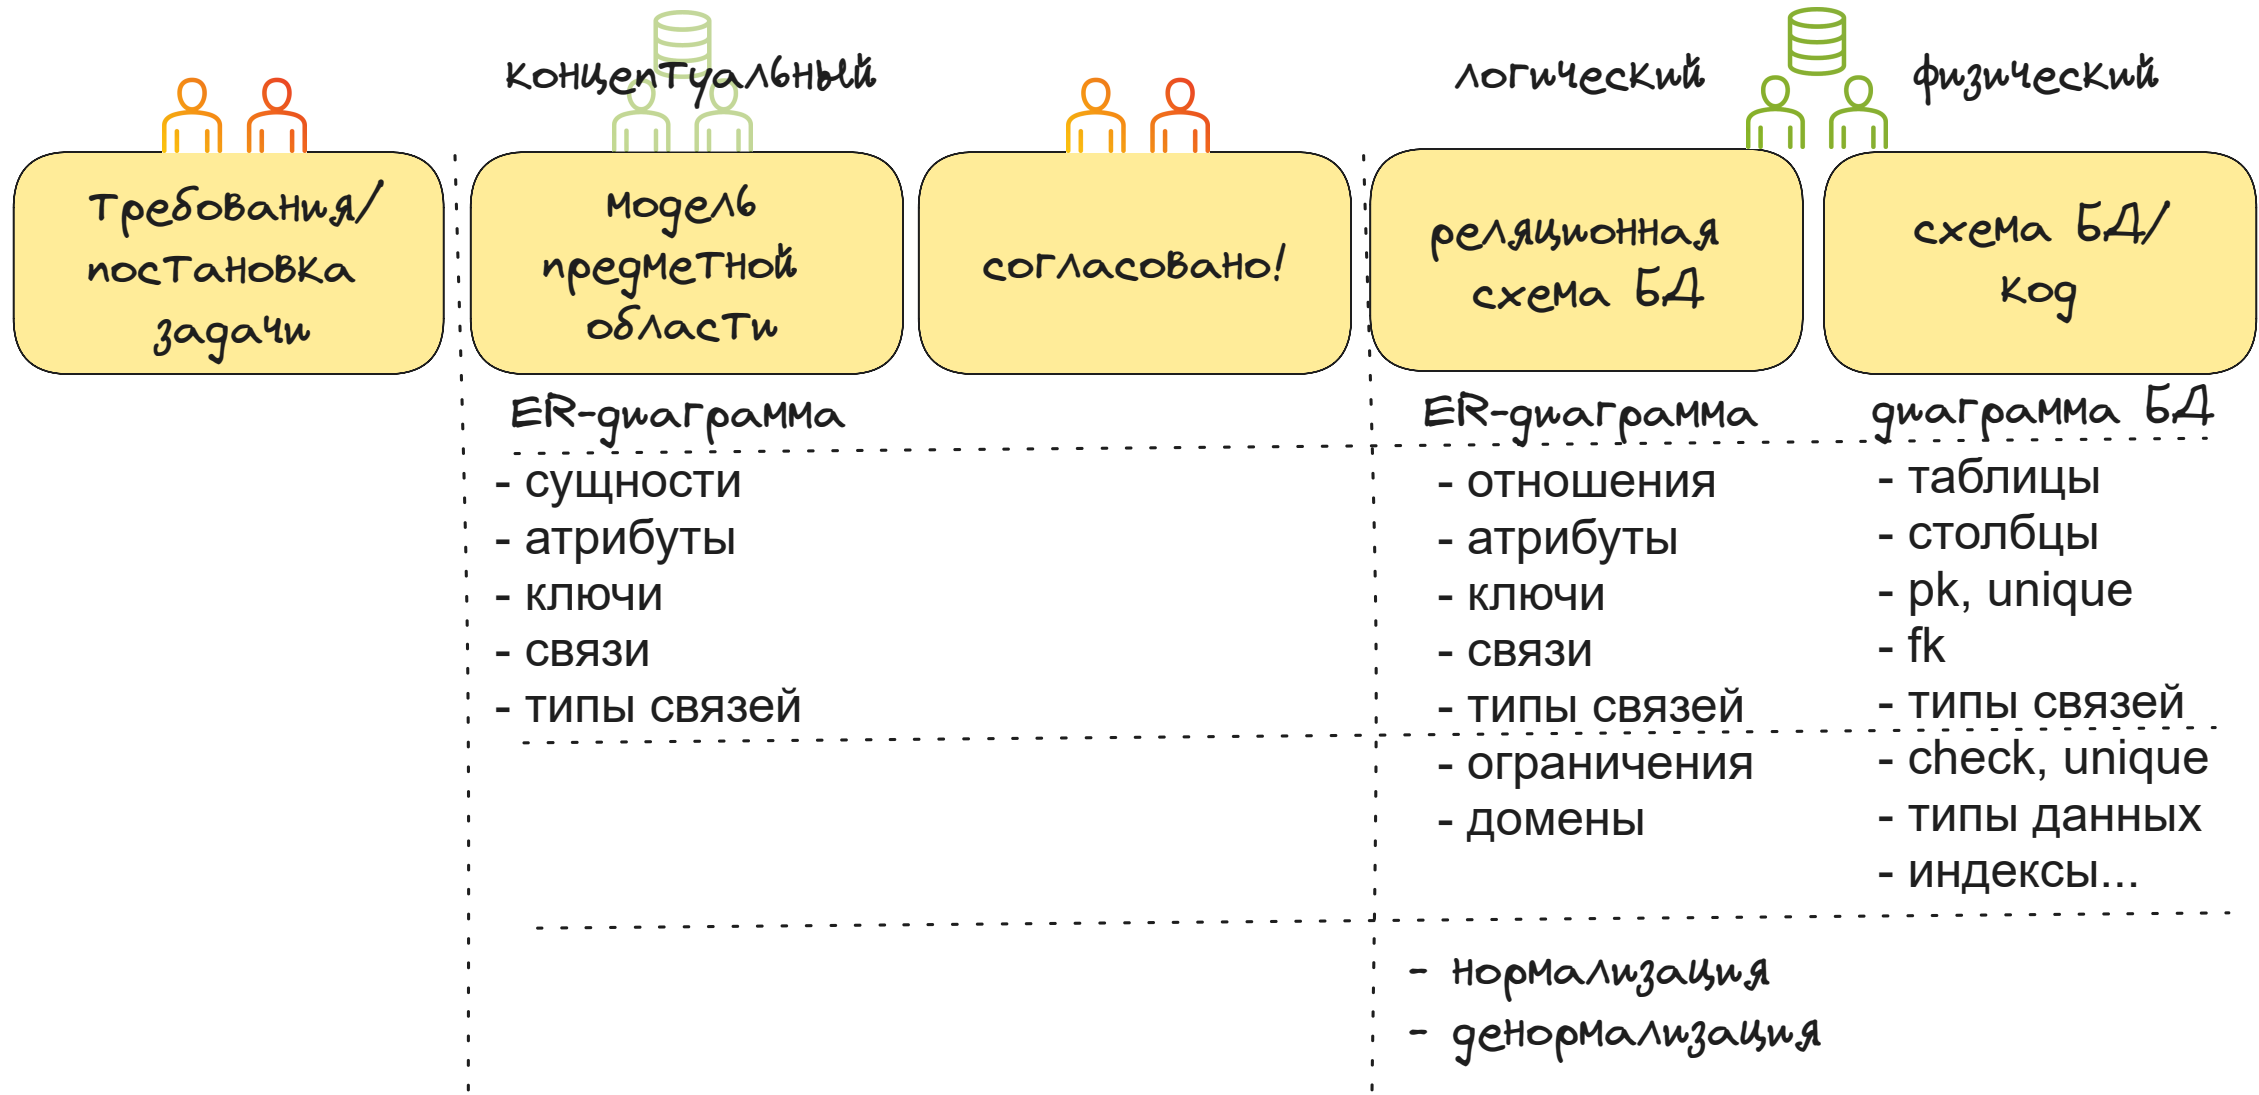 концептуальный
логический
физический
требования/
постановка
задачи
модель
предметной
области
согласовано!
реляционная
схема БД
схема БД/
код
ER-диаграмма
- сущности
- атрибуты
- ключи
- связи
- типы связей
ER-диаграмма
- отношения
- атрибуты
- ключи
- связи
- типы связей
- ограничения
- домены
- нормализация
- денормализация
диаграмма БД
- таблицы
- столбцы
- pk, unique
- fk
- типы связей
- check, unique
- типы данных
- индексы...